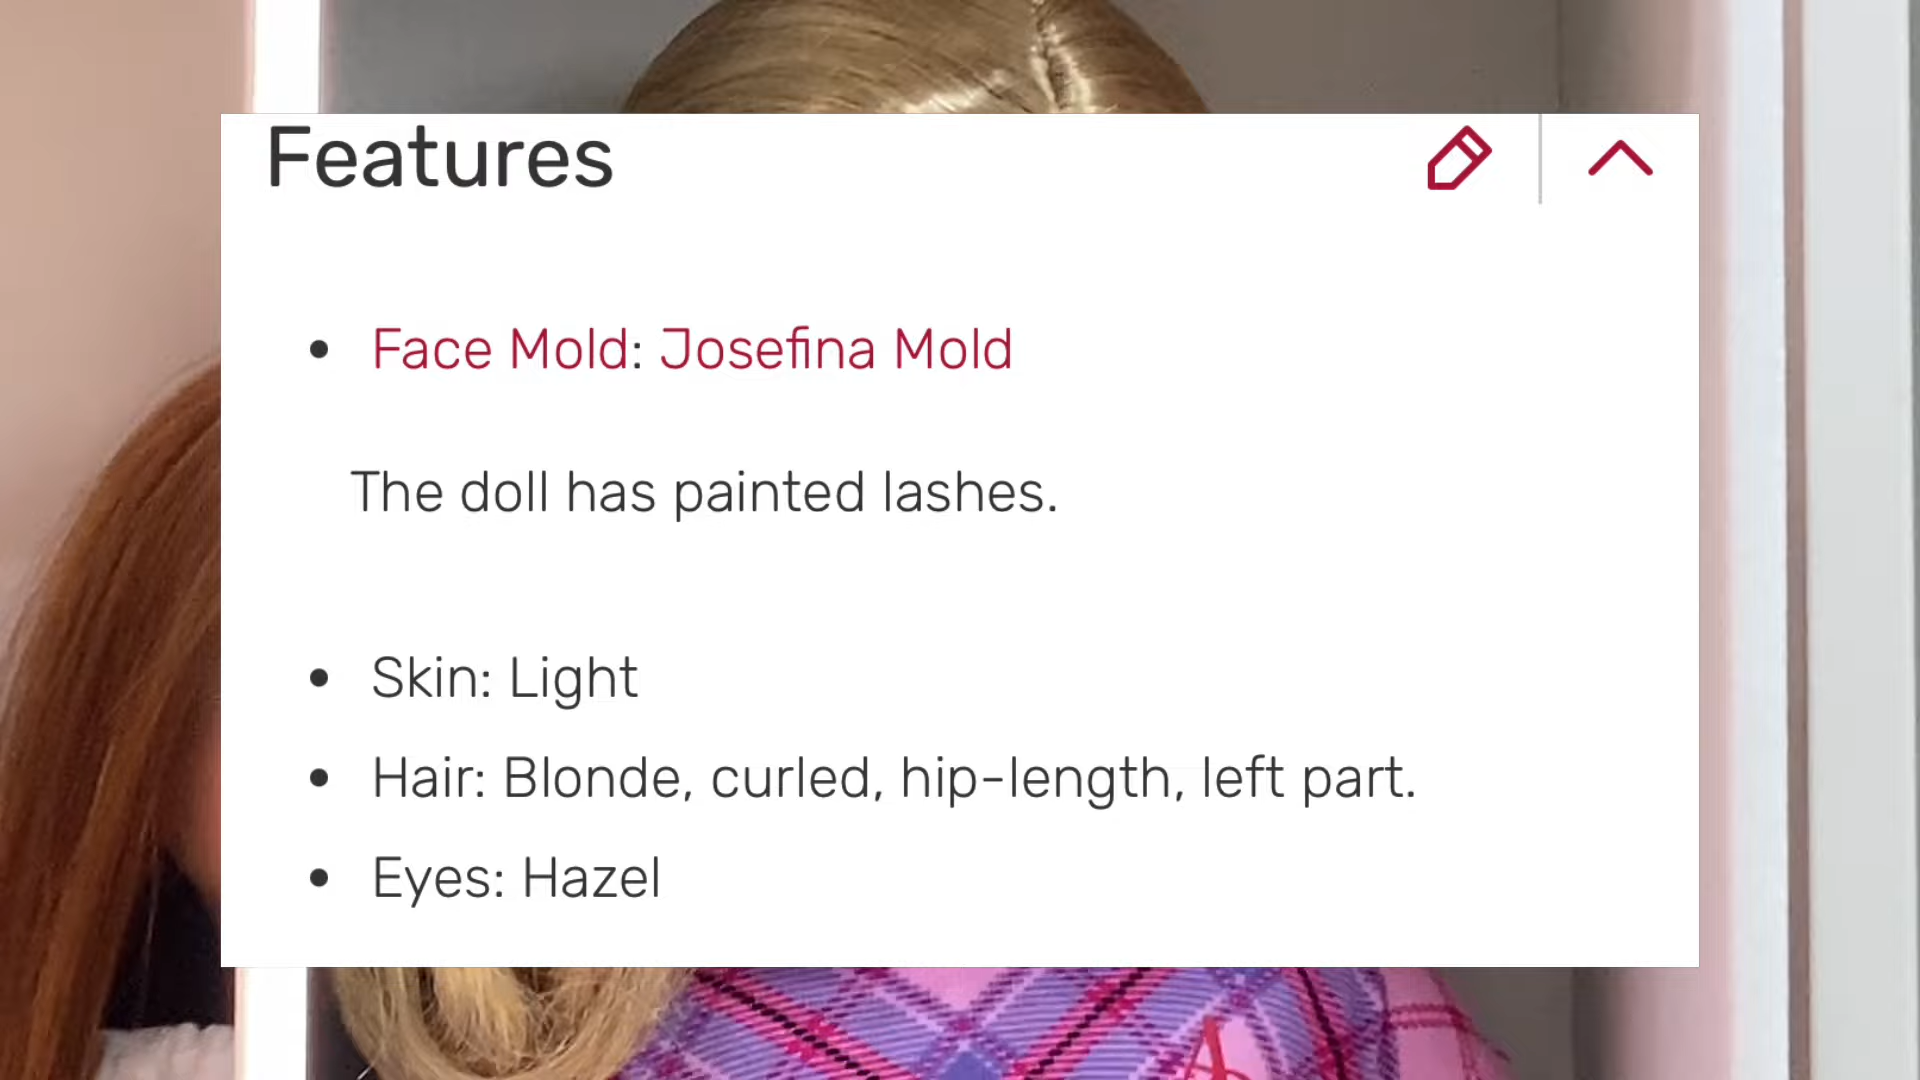 Features
Face Mold: Josefina Mold
The doll has painted lashes.
Skin: Light
Hair: Blonde, curled, hip-length, left part.
Eyes: Hazel
A